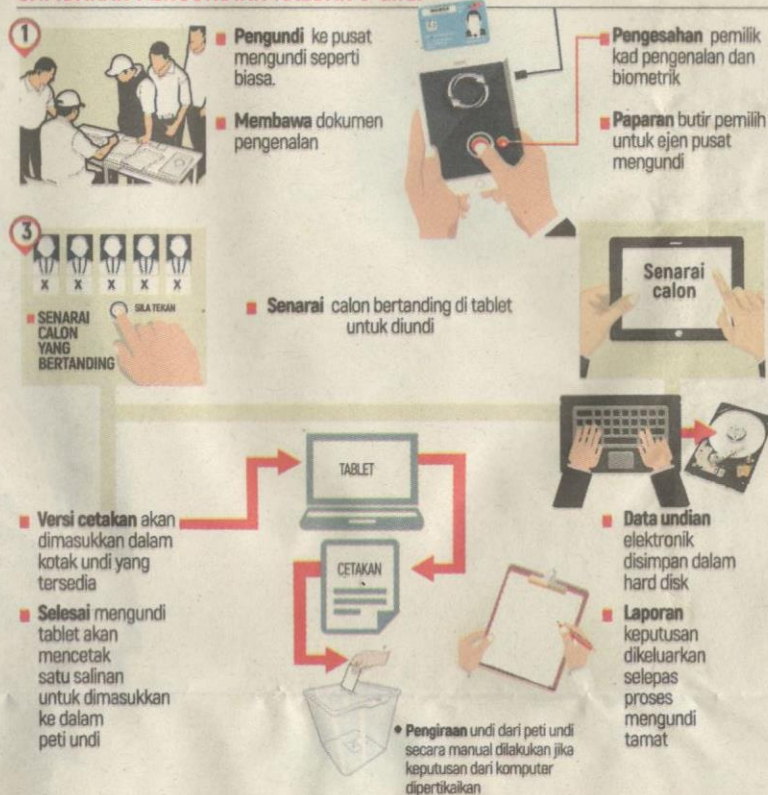 1
Pengundi ke pusat
mengundi seperti
biasa.
Membawa dokumen
pengenalan
Pengesahan pemilik
kad pengenalan dan
biometrik
Paparan butir pemilih
untuk ejen pusat
mengundi
3
X X X X X
SILA TEKAN
SENARAI
CALON
YANG
BERTANDING
Senarai calon bertanding di tablet
untuk diundi
Senarai
calon
TABLET
CETAKAN
Versi cetakan akan
dimasukkan dalam
kotak undi yang
tersedia
Selesai mengundi
tablet akan
mencetak
satu salinan
untuk dimasukkan
ke dalam
peti undi
Pengiraan undi dari peti undi
secara manual dilakukan jika
keputusan dari komputer
dipertikaikan
Data undian
elektronik
disimpan dalam
hard disk
Laporan
keputusan
dikeluarkan
selepas
proses
mengundi
tamat